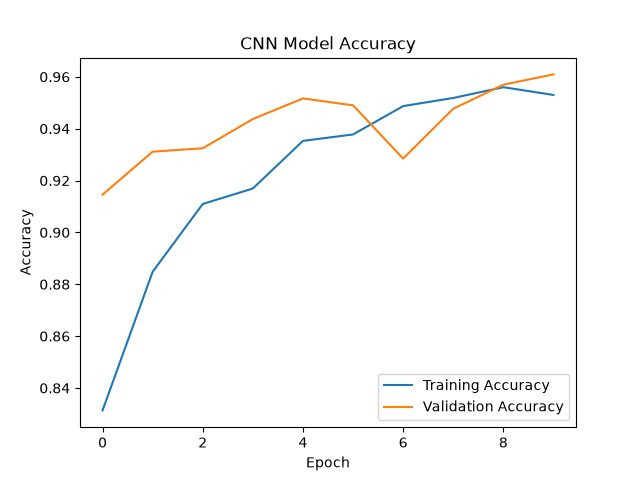 CNN Model Accuracy
0.96
0.94
0.92
0.90
0.88
0.86
0.84
Accuracy
0 2 4 6 8
Epoch
Training Accuracy
Validation Accuracy